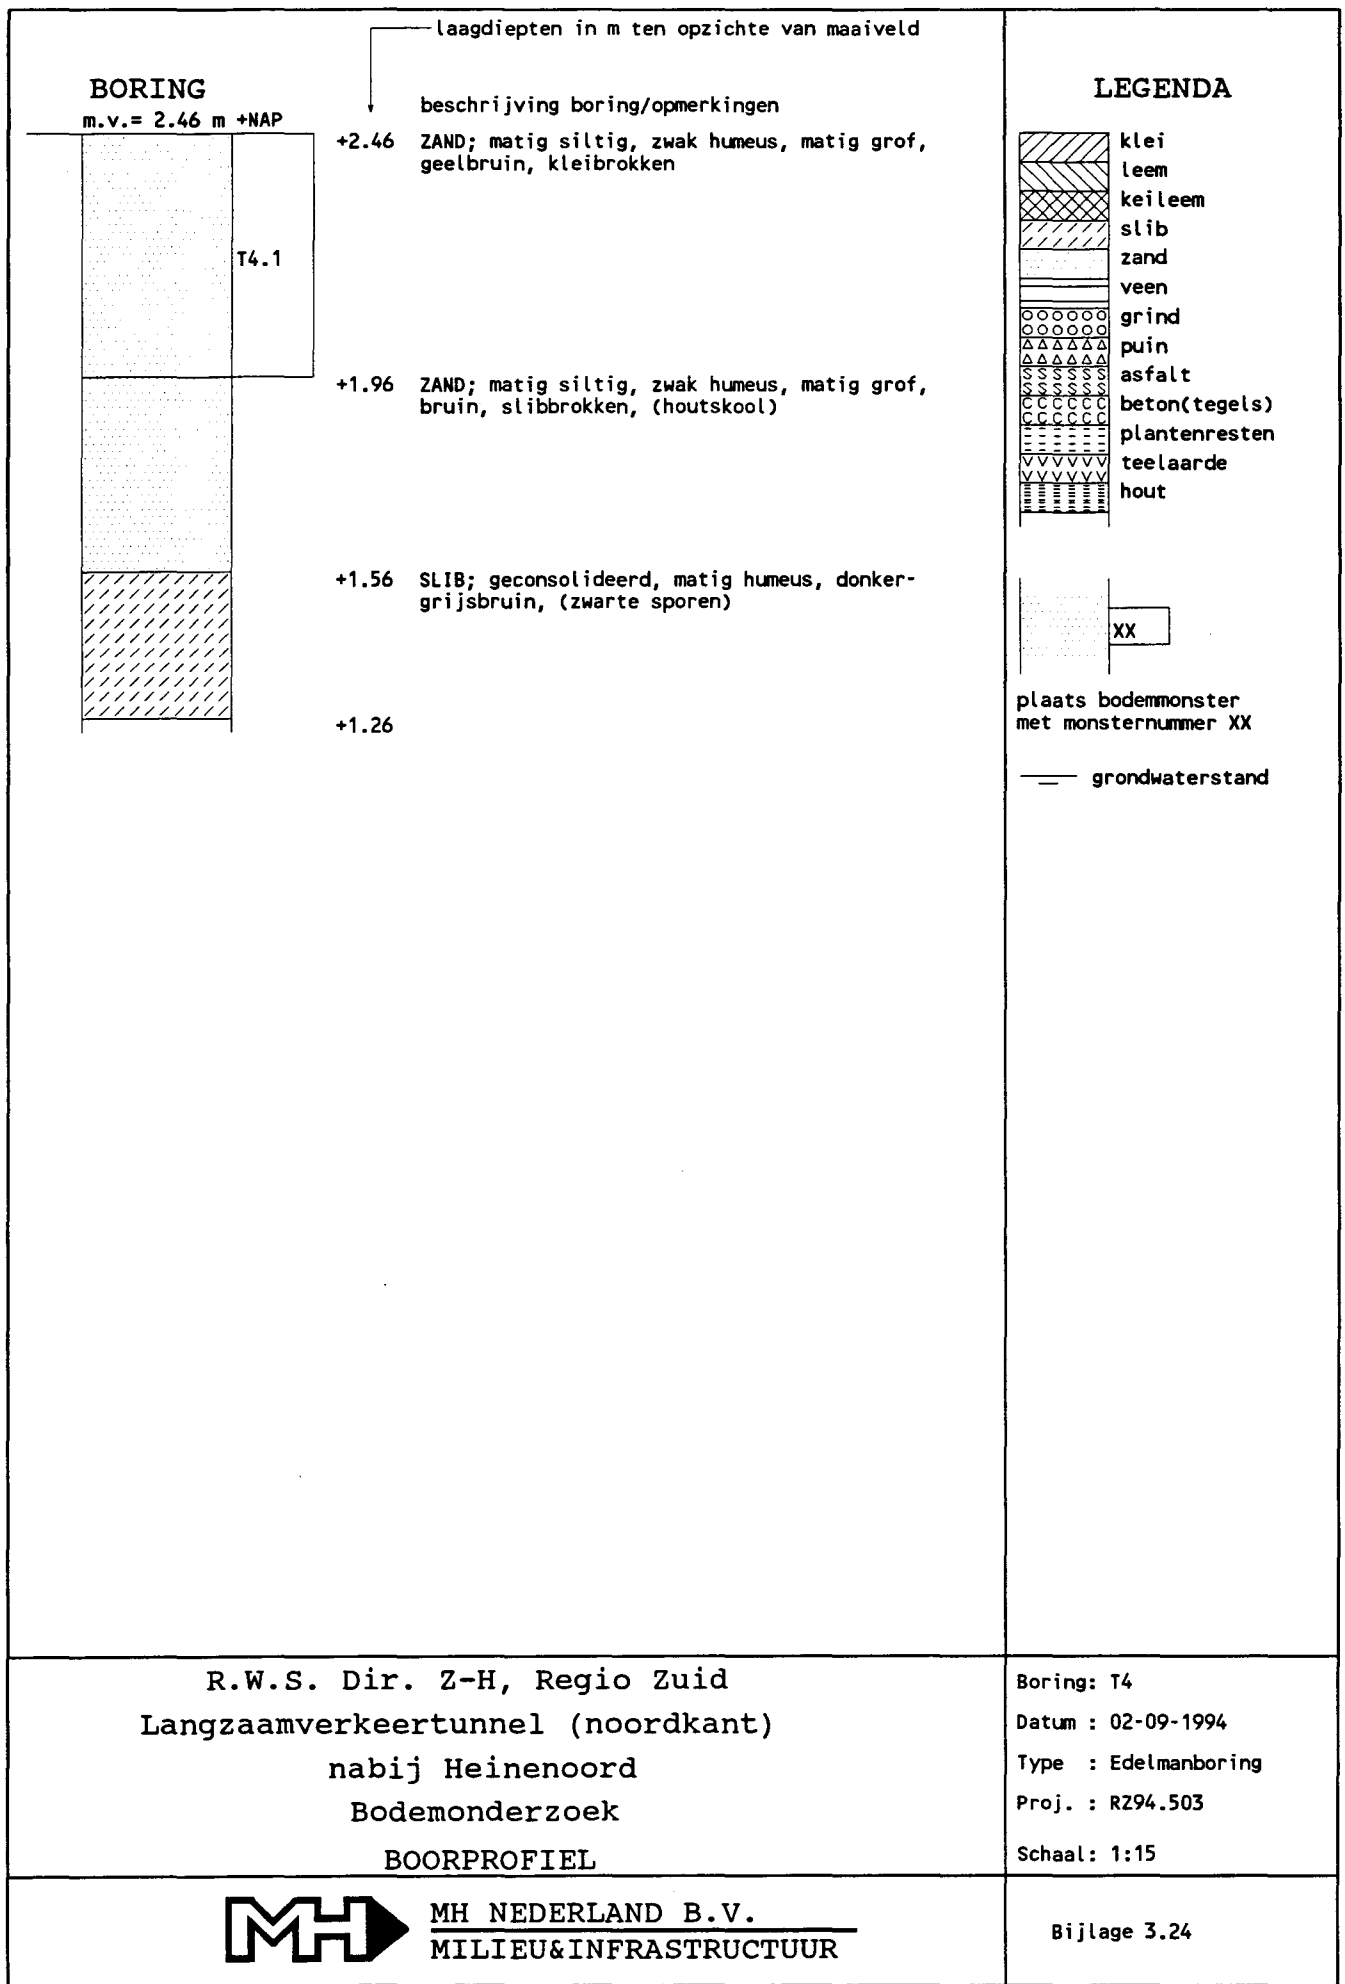 laagdiepten in m ten opzichte van maaiveld
BORING
m.v.= 2.46 m +NAP
beschrijving boring/opmerkingen
+2.46 ZAND; matig siltig, zwak humeus, matig grof,
geelbruin, kleibrokken
T4.1
+1.96 ZAND; matig siltig, zwak humeus, matig grof,
bruin, slibbrokken, (houtskool)
+1.56 SLIB; geconsolideerd, matig humeus, donker-
grijsbruin, (zwarte sporen)
+1.26
LEGENDA
klei
leem
keileem
slib
zand
veen
grind
puin
asfalt
beton(tegels)
plantenresten
teelaarde
hout
XX
plaats bodemmonster
met monsternummer XX
grondwaterstand
R.W.S. Dir. Z-H, Regio Zuid
Langzaamverkeertunnel (noordkant)
nabij Heinenoord
Bodemonderzoek
BOORPROFIEL
Boring: T4
Datum : 02-09-1994
Type : Edelmanboring
Proj. : RZ94.503
Schaal: 1:15
MH
MH NEDERLAND B.V.
MILIEU&INFRASTRUCTUUR
Bijlage 3.24